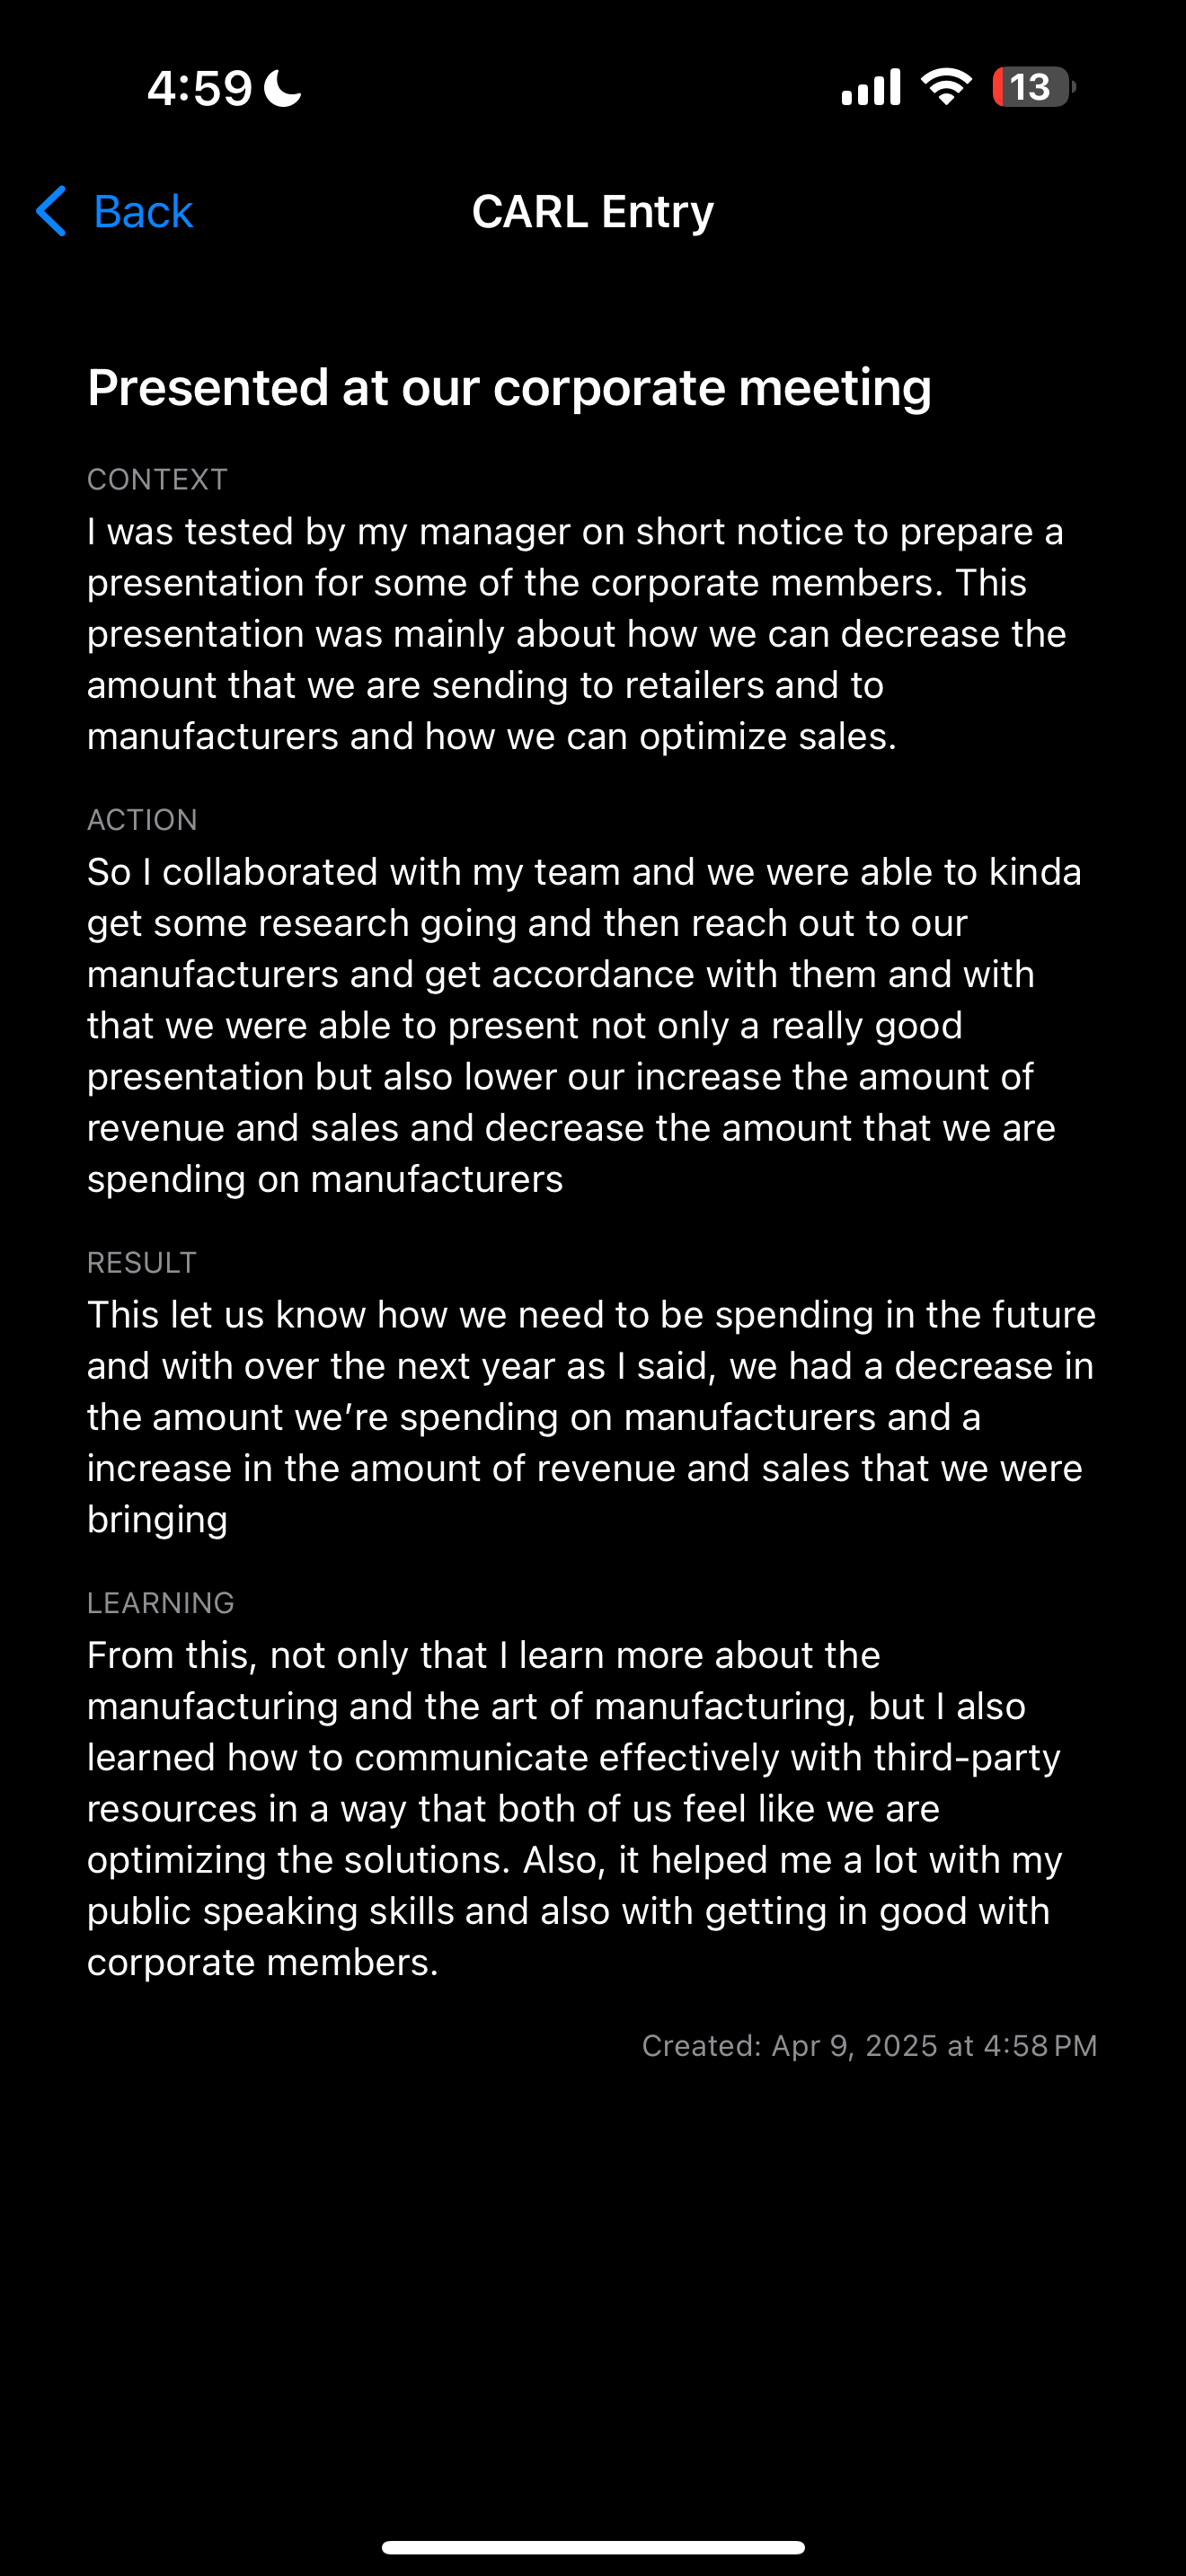 4:59
13
Back
CARL Entry
Presented at our corporate meeting
CONTEXT
I was tested by my manager on short notice to prepare a
presentation for some of the corporate members. This
presentation was mainly about how we can decrease the
amount that we are sending to retailers and to
manufacturers and how we can optimize sales.
ACTION
So I collaborated with my team and we were able to kinda
get some research going and then reach out to our
manufacturers and get accordance with them and with
that we were able to present not only a really good
presentation but also lower our increase the amount of
revenue and sales and decrease the amount that we are
spending on manufacturers
RESULT
This let us know how we need to be spending in the future
and with over the next year as I said, we had a decrease in
the amount we’re spending on manufacturers and a
increase in the amount of revenue and sales that we were
bringing
LEARNING
From this, not only that I learn more about the
manufacturing and the art of manufacturing, but I also
learned how to communicate effectively with third-party
resources in a way that both of us feel like we are
optimizing the solutions. Also, it helped me a lot with my
public speaking skills and also with getting in good with
corporate members.
Created: Apr 9, 2025 at 4:58 PM